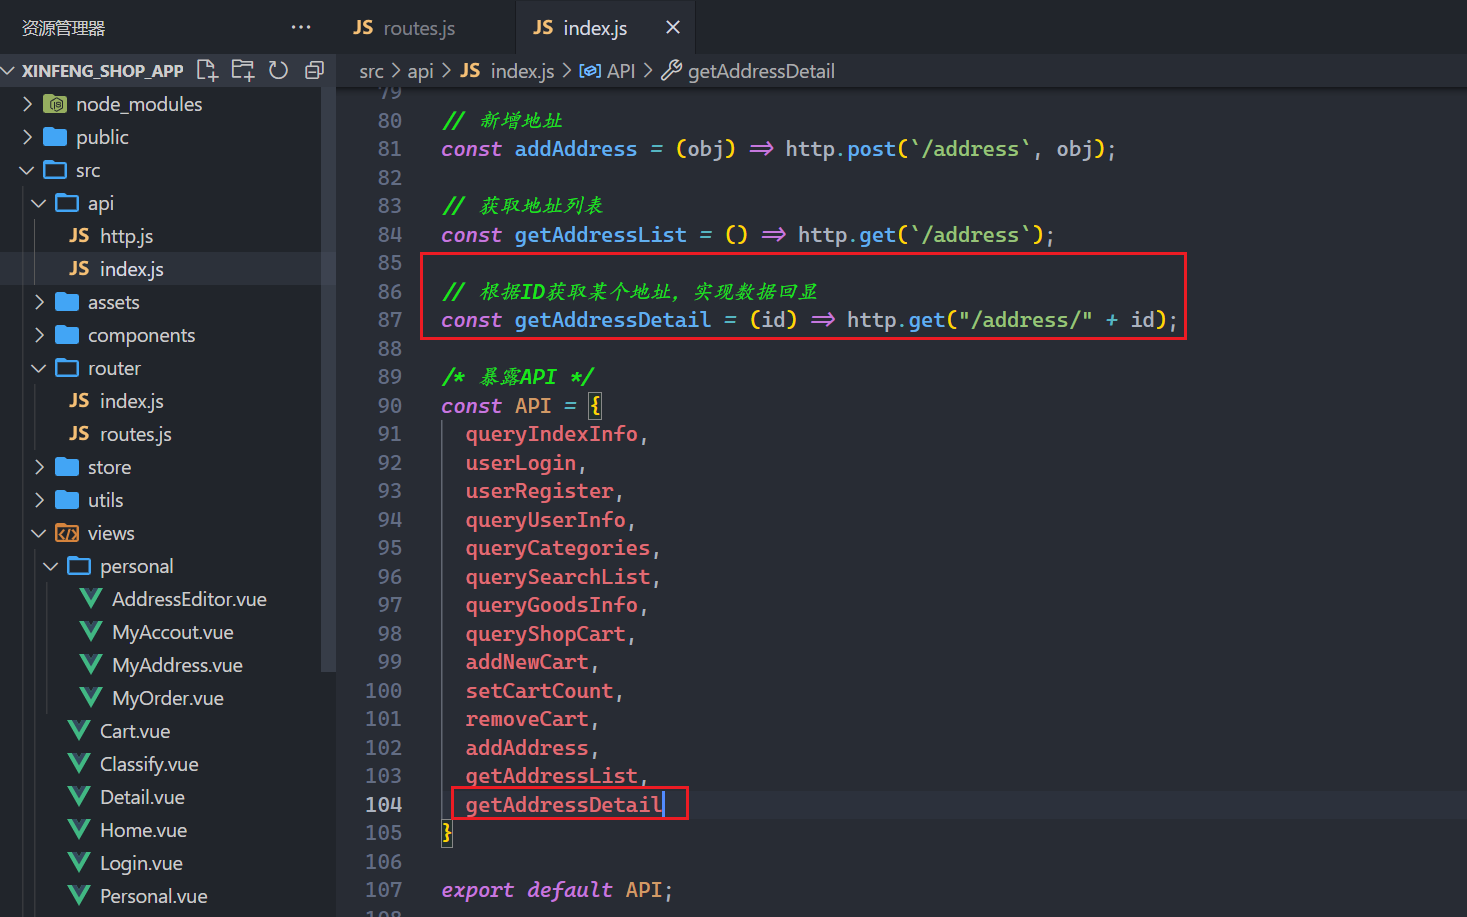 资源管理器
···
JS routes.js
JS index.js
XINFENG_SHOP_APP
src > api > JS index.js > API > getAddressDetail
node_modules
public
src
api
JS http.js
JS index.js
assets
components
router
JS index.js
JS routes.js
store
utils
views
personal
AddressEditor.vue
MyAccout.vue
MyAddress.vue
MyOrder.vue
Cart.vue
Classify.vue
Detail.vue
Home.vue
Login.vue
Personal.vue
79
80 // 新增地址
81 const addAddress = (obj) => http.post(`/address`, obj);
82
83 // 获取地址列表
84 const getAddressList = () => http.get(`/address`);
85
86 // 根据ID获取某个地址，实现数据回显
87 const getAddressDetail = (id) => http.get("/address/" + id);
88
89 /* 暴露API */
90 const API = {
91 queryIndexInfo,
92 userLogin,
93 userRegister,
94 queryUserInfo,
95 queryCategories,
96 querySearchList,
97 queryGoodsInfo,
98 queryShopCart,
99 addNewCart,
100 setCartCount,
101 removeCart,
102 addAddress,
103 getAddressList,
104 getAddressDetail
105 }
106
107 export default API;
108